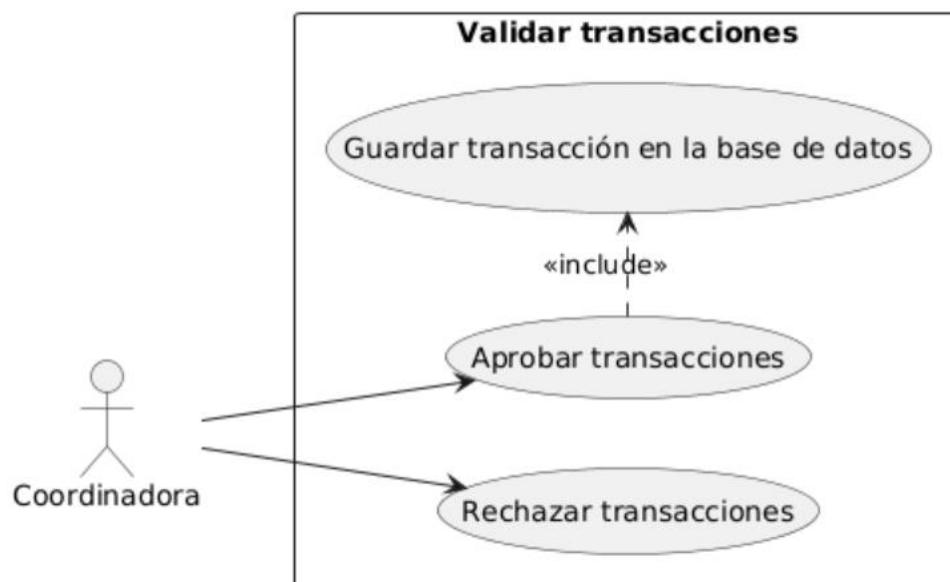 Validar transacciones
Guardar transacción en la base de datos
«include»
Aprobar transacciones
Coordinadora
Rechazar transacciones